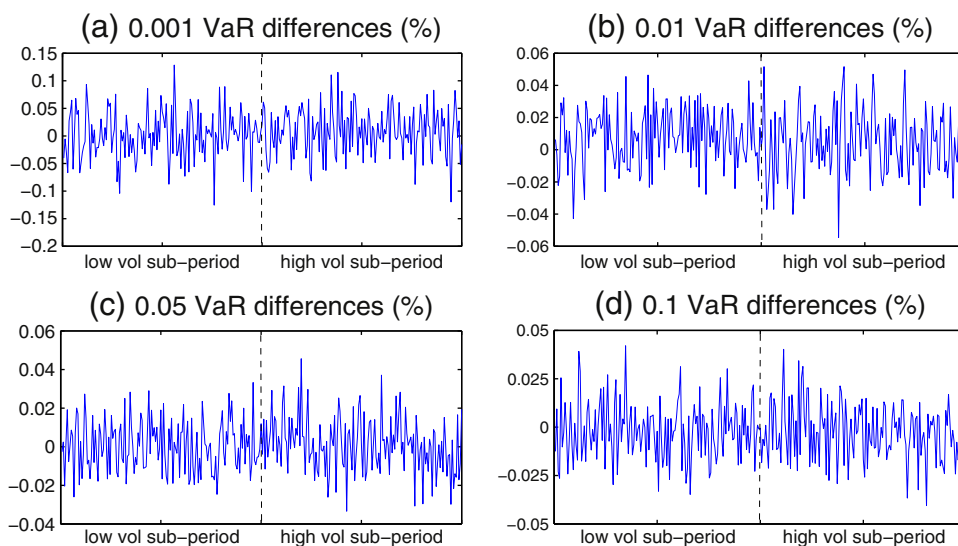 (a) 0.001 VaR differences (%)
0.15
0.1
0.05
0
−0.05
−0.1
−0.15
−0.2
low vol sub−period
high vol sub−period
(b) 0.01 VaR differences (%)
0.06
0.04
0.02
0
−0.02
−0.04
−0.06
low vol sub−period
high vol sub−period
(c) 0.05 VaR differences (%)
0.06
0.04
0.02
0
−0.02
−0.04
low vol sub−period
high vol sub−period
(d) 0.1 VaR differences (%)
0.05
0.025
0
−0.025
−0.05
low vol sub−period
high vol sub−period